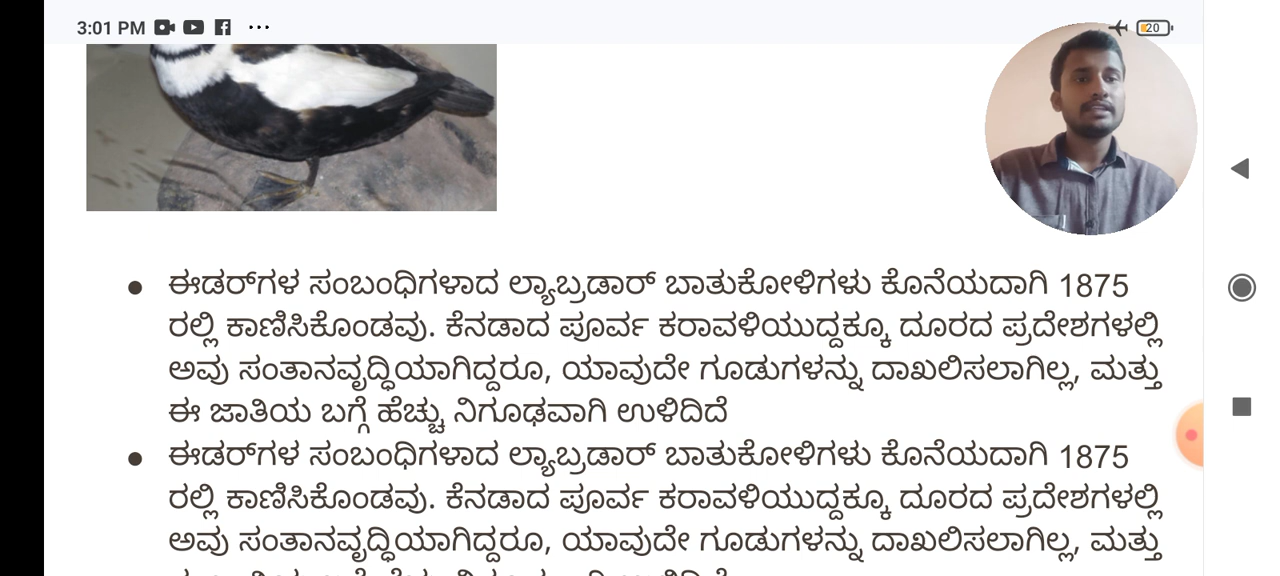 3:01 PM
20
• ಈಡರ್‌ಗಳ ಸಂಬಂಧಿಗಳಾದ ಲ್ಯಾಬ್ರಡಾರ್ ಬಾತುಕೋಳಿಗಳು ಕೊನೆಯದಾಗಿ 1875
ರಲ್ಲಿ ಕಾಣಿಸಿಕೊಂಡವು. ಕೆನಡಾದ ಪೂರ್ವ ಕರಾವಳಿಯುದ್ದಕ್ಕೂ ದೂರದ ಪ್ರದೇಶಗಳಲ್ಲಿ
ಅವು ಸಂತಾನವೃದ್ಧಿಯಾಗಿದ್ದರೂ, ಯಾವುದೇ ಗೂಡುಗಳನ್ನು ದಾಖಲಿಸಲಾಗಿಲ್ಲ, ಮತ್ತು
ಈ ಜಾತಿಯ ಬಗ್ಗೆ ಹೆಚ್ಚು ನಿಗೂಢವಾಗಿ ಉಳಿದಿದೆ
• ಈಡರ್‌ಗಳ ಸಂಬಂಧಿಗಳಾದ ಲ್ಯಾಬ್ರಡಾರ್ ಬಾತುಕೋಳಿಗಳು ಕೊನೆಯದಾಗಿ 1875
ರಲ್ಲಿ ಕಾಣಿಸಿಕೊಂಡವು. ಕೆನಡಾದ ಪೂರ್ವ ಕರಾವಳಿಯುದ್ದಕ್ಕೂ ದೂರದ ಪ್ರದೇಶಗಳಲ್ಲಿ
ಅವು ಸಂತಾನವೃದ್ಧಿಯಾಗಿದ್ದರೂ, ಯಾವುದೇ ಗೂಡುಗಳನ್ನು ದಾಖಲಿಸಲಾಗಿಲ್ಲ, ಮತ್ತು